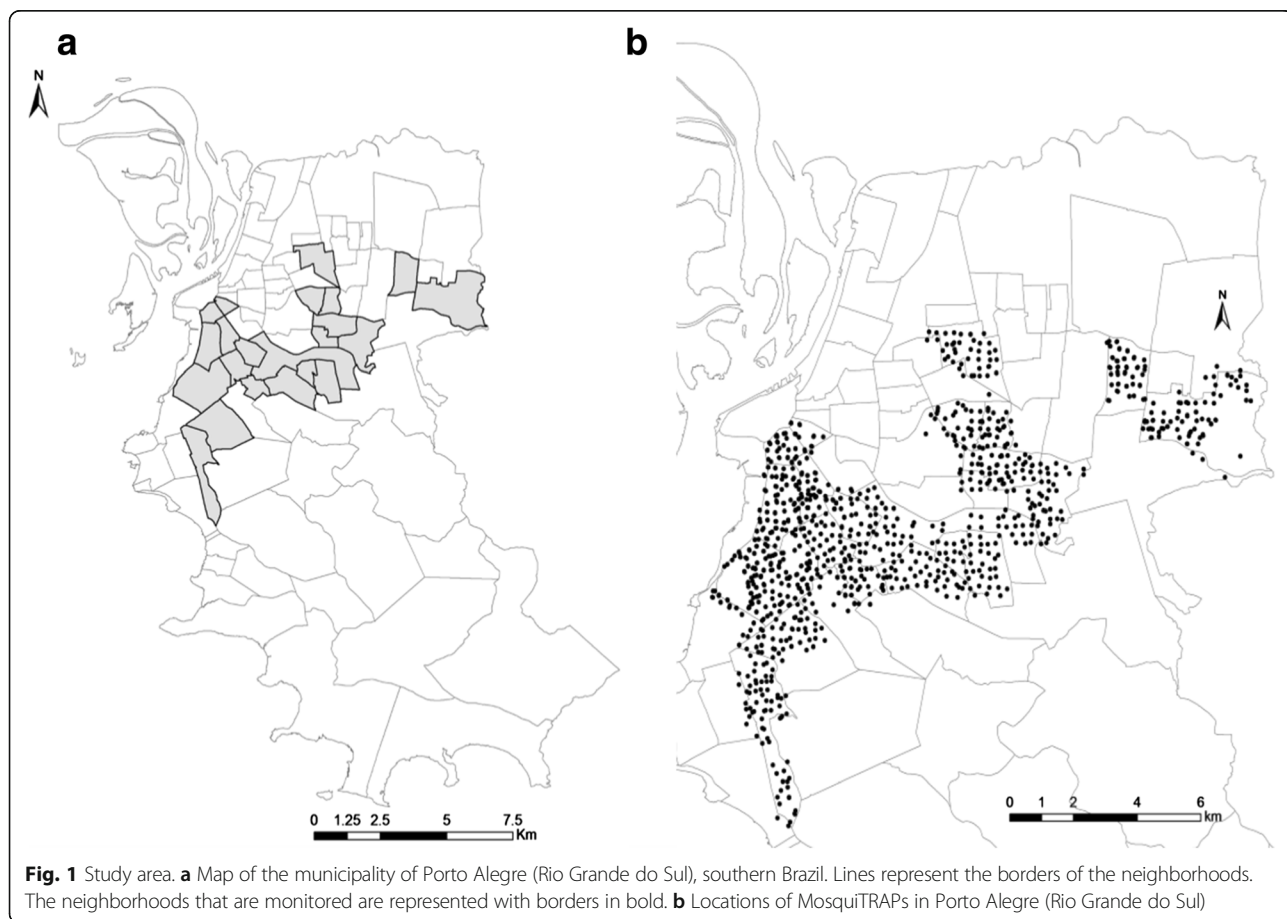 a
N
0 1.25 2.5 5 7.5
Km
b
N
0 1 2 4 6
km
Fig. 1 Study area. a Map of the municipality of Porto Alegre (Rio Grande do Sul), southern Brazil. Lines represent the borders of the neighborhoods.
The neighborhoods that are monitored are represented with borders in bold. b Locations of MosquiTRAPs in Porto Alegre (Rio Grande do Sul)